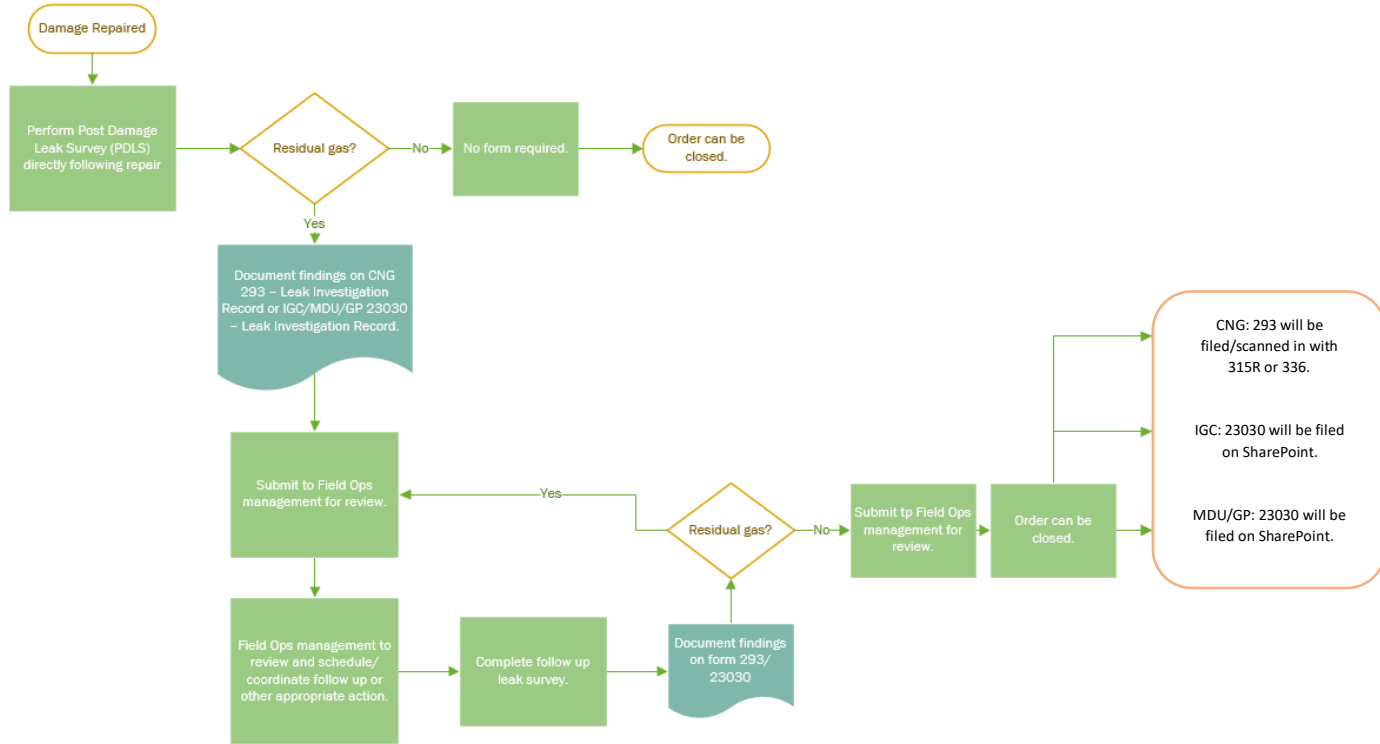 Damage Repaired
Perform Post Damage
Leak Survey (PDLS)
directly following repair
Residual gas?
No
No form required.
Order can be
closed.
Yes
Document findings on CNG
293 – Leak Investigation
Record or IGC/MDU/GP 23030
– Leak Investigation Record.
Submit to Field Ops
management for review.
Field Ops management to
review and schedule/
coordinate follow up or
other appropriate action.
Complete follow up
leak survey.
Document findings
on form 293/
23030
Residual gas?
Yes
No
Submit tp Field Ops
management for
review.
Order can be
closed.
CNG: 293 will be
filed/scanned in with
315R or 336.
IGC: 23030 will be filed
on SharePoint.
MDU/GP: 23030 will be
filed on SharePoint.